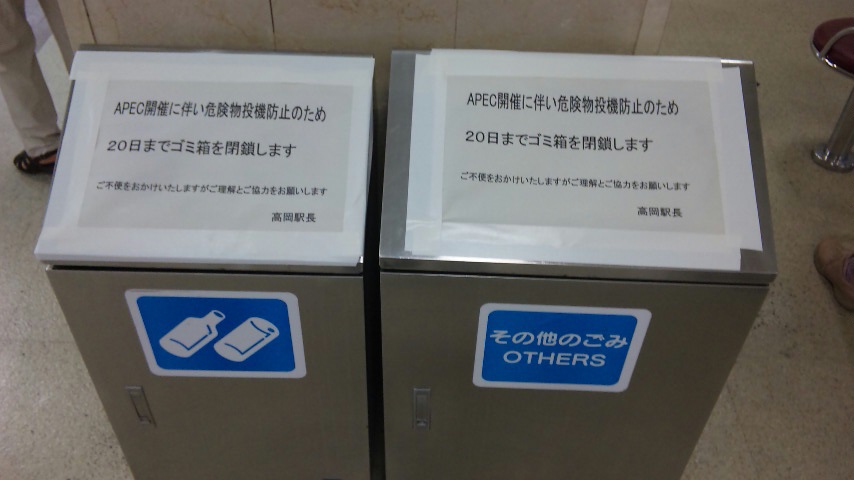 APEC開催に伴い危険物投機防止のため
20日までゴミ箱を閉鎖します
ご不便をおかけいたしますがご理解とご協力をお願いします
高岡駅長
APEC開催に伴い危険物投機防止のため
20日までゴミ箱を閉鎖します
ご不便をおかけいたしますがご理解とご協力をお願いします
高岡駅長
その他のごみ
OTHERS